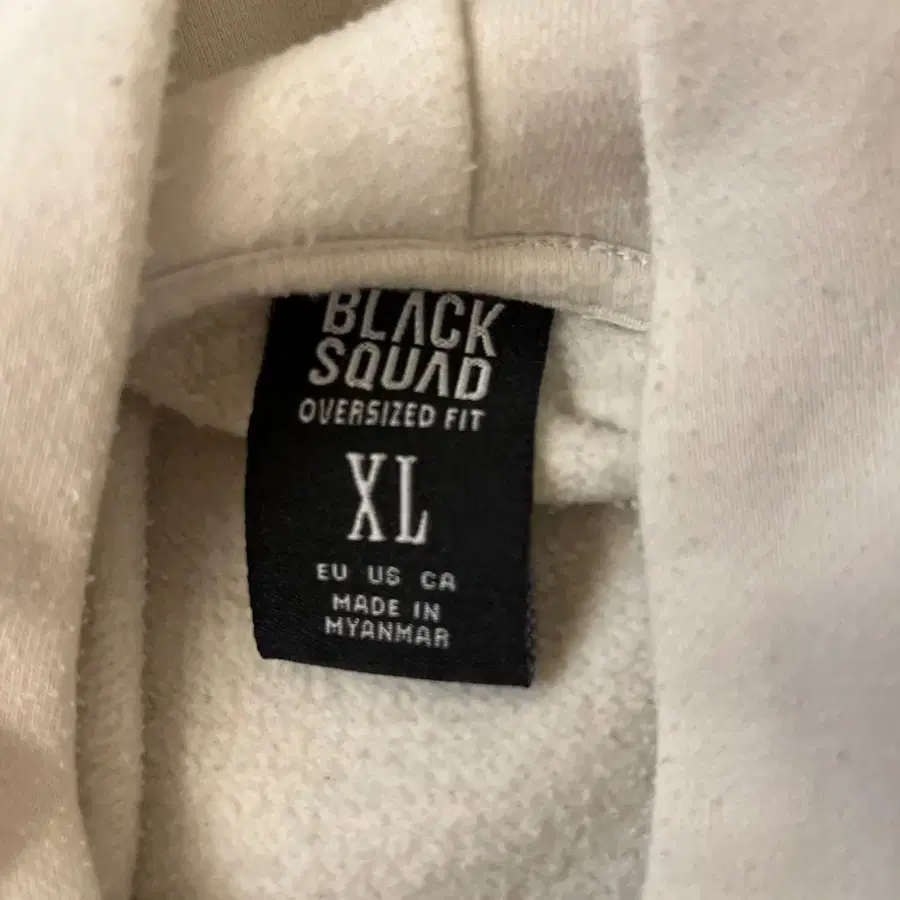 BLACK
SQUAD
OVERSIZED FIT
XL
EU US CA
MADE IN
MYANMAR